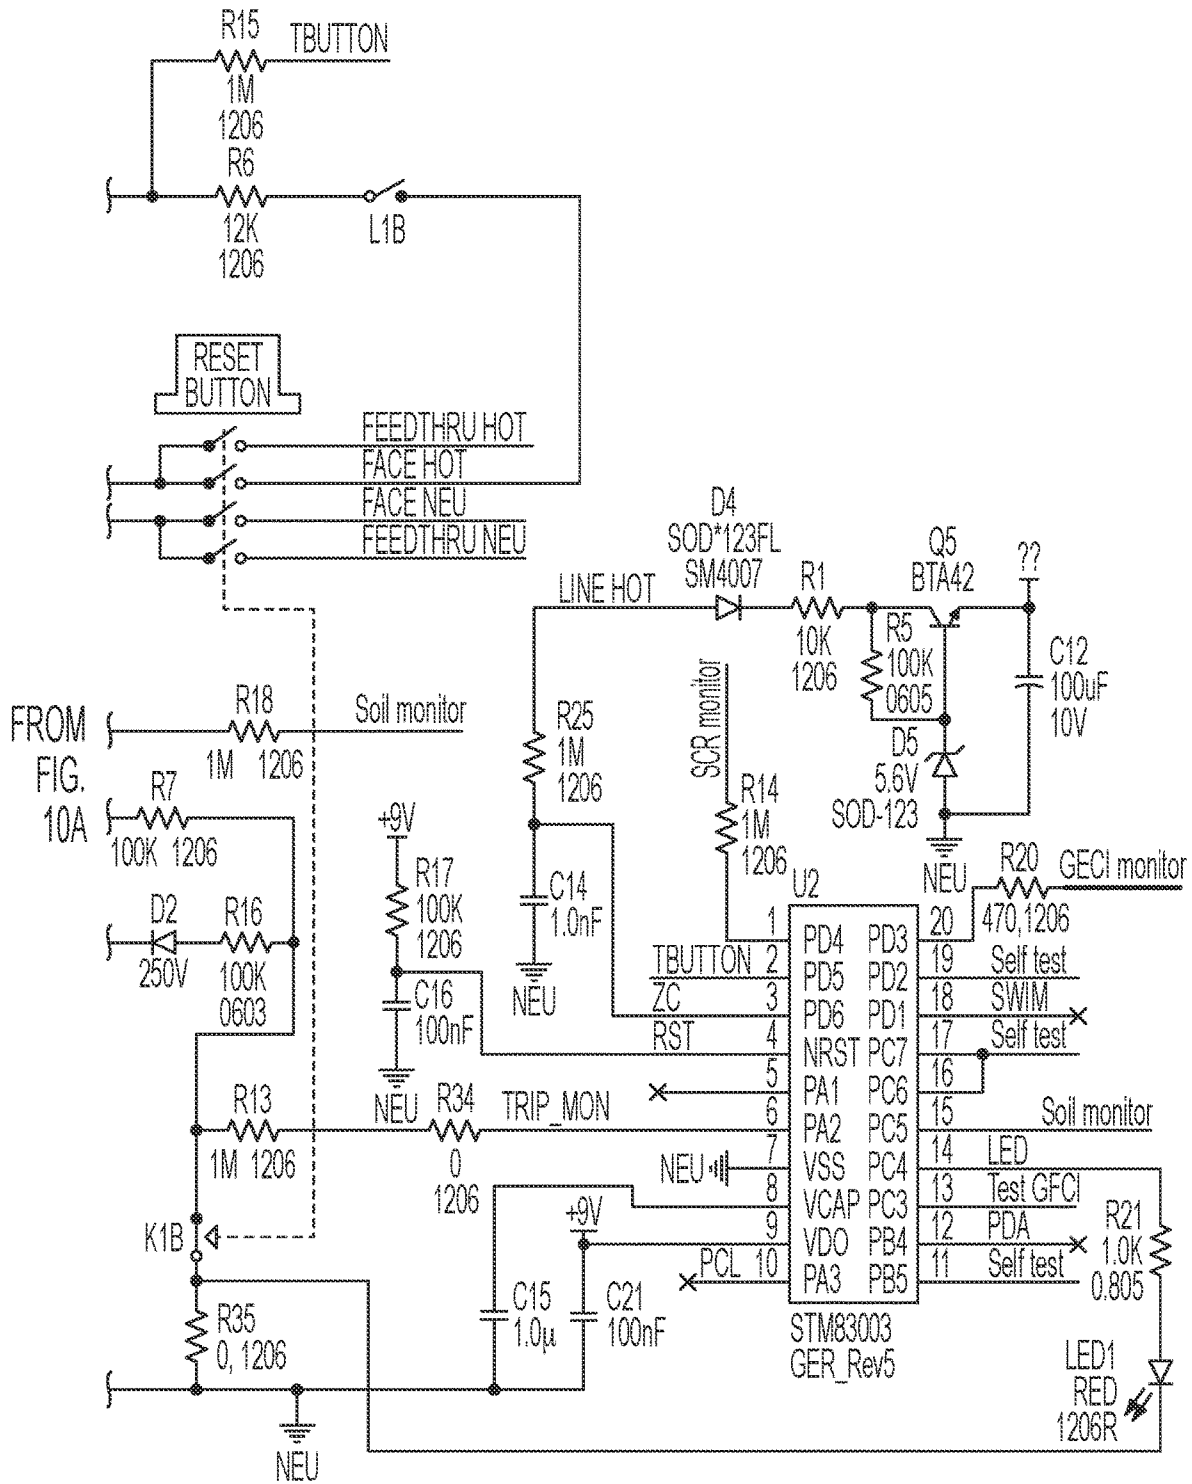 R15
TBUTTON
1M
1206
R6
12K
1206
L1B
RESET
BUTTON
FEEDTHRU HOT
FACE HOT
FACE NEU
FEEDTHRU NEU
D4
SOD*123FL
SM4007
LINE HOT
R1
10K
1206
Q5
BTA42
??
R5
100K
0605
C12
100uF
10V
D5
5.6V
SOD-123
NEU
FROM
FIG.
10A
R18
Soil monitor
1M 1206
R7
100K 1206
D2
250V
R16
100K
0603
R25
1M
1206
SCR monitor
R14
1M
1206
+9V
R17
100K
1206
C16
100nF
NEU
C14
1.0nF
NEU
R20
GECI monitor
470,1206
U2
1
PD4
PD3
20
TBUTTON
2
PD5
PD2
19
Self test
ZC
3
PD6
PD1
18
SWIM
RST
4
NRST
PC7
17
Self test
5
PA1
PC6
16
R13
1M 1206
R34
0
1206
TRIP_MON
6
PA2
PC5
15
Soil monitor
NEU
7
VSS
PC4
14
LED
8
VCAP
PC3
13
Test GFCI
+9V
9
VDO
PB4
12
PDA
PCL
10
PA3
PB5
11
Self test
STM83003
GER_Rev5
K1B
R35
0, 1206
C15
1.0µ
C21
100nF
NEU
R21
1.0K
0.805
LED1
RED
1206R